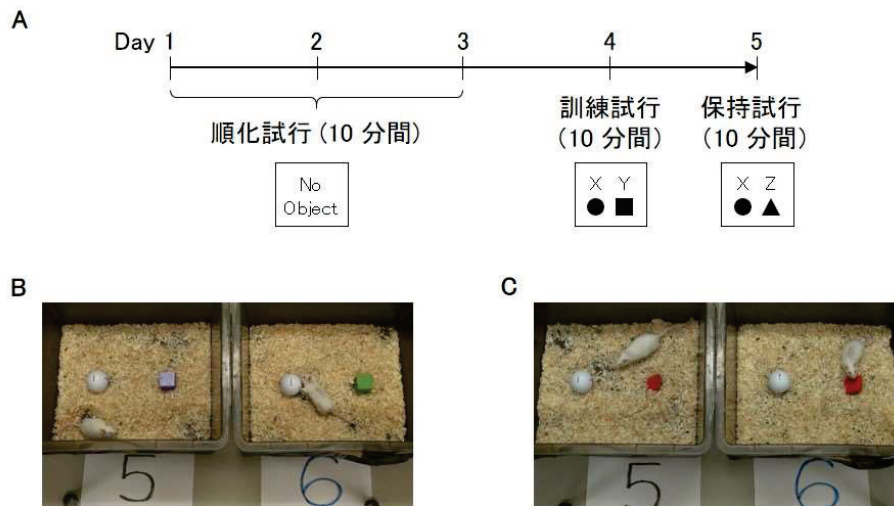 A
Day 1 2 3 4 5
順化試行 (10 分間)
訓練試行
(10 分間)
保持試行
(10 分間)
No
Object
X Y
X Z
B
C
5
6
5
6